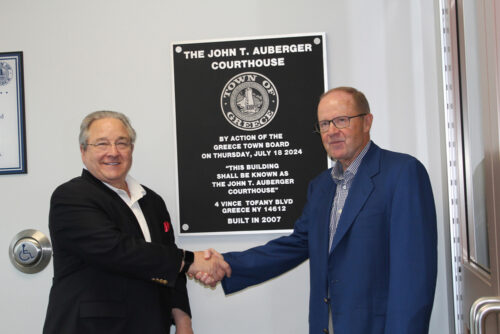 THE JOHN T. AUBERGER
COURTHOUSE
TOWN OF
GREECE
BY ACTION OF THE
GREECE TOWN BOARD
ON THURSDAY, JULY 18 2024
"THIS BUILDING
SHALL BE KNOWN AS
THE JOHN T. AUBERGER
COURTHOUSE"
4 VINCE TOFANY BLVD
GREECE NY 14612
BUILT IN 2007